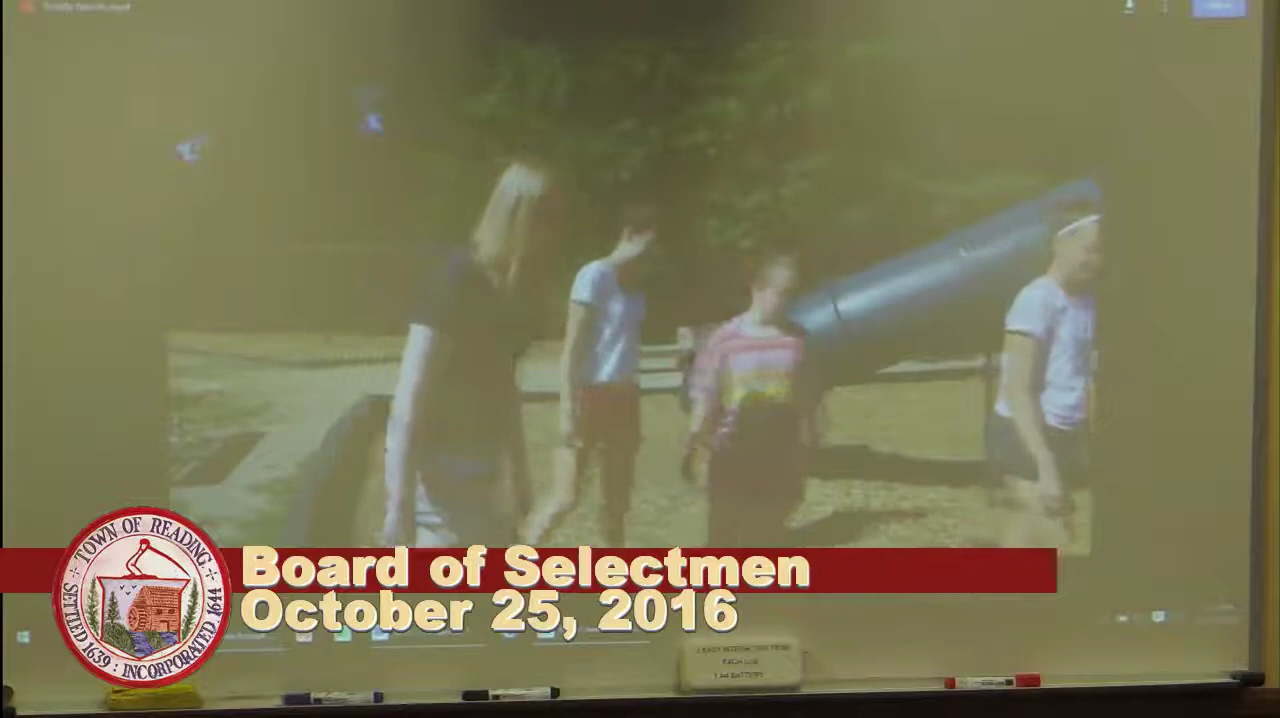 TOWN OF READING
SETTLED 1639 : INCORPORATED 1644
Board of Selectmen
October 25, 2016